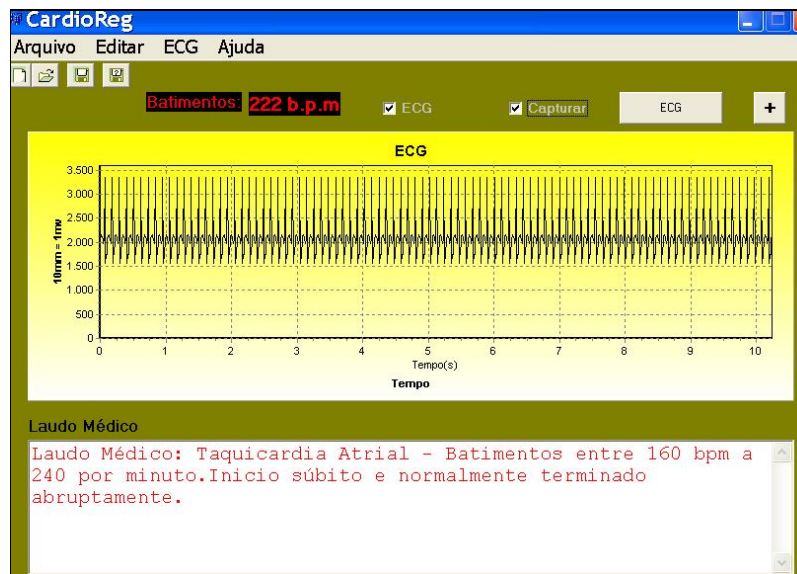 CardioReg
Arquivo Editar ECG Ajuda
Batimentos: 222 b.p.m ECG Capturar ECG +
ECG
3.500
3.000
2.500
2.000
1.500
1.000
500
0
10mm = 1mv
0 1 2 3 4 5 6 7 8 9 10
Tempo(s)
Tempo
Laudo Médico
Laudo Médico: Taquicardia Atrial - Batimentos entre 160 bpm a
240 por minuto.Inicio súbito e normalmente terminado
abruptamente.